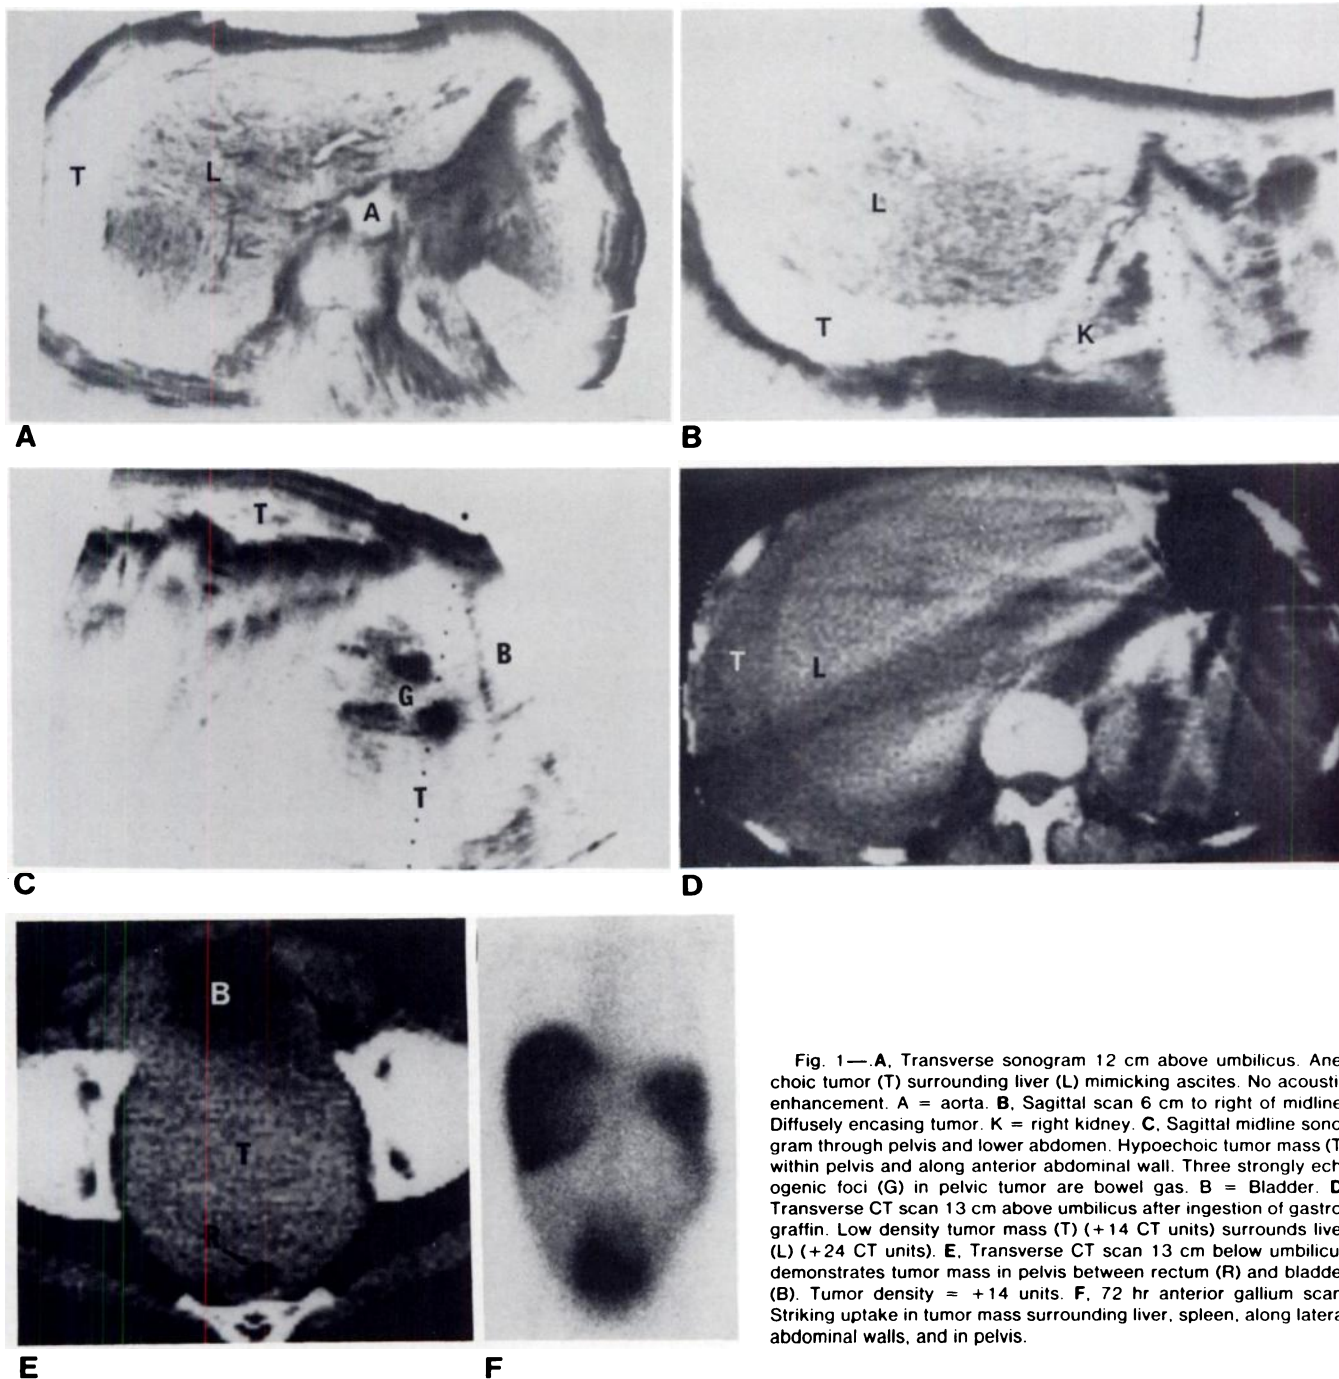 T
L
A
A
L
T
K
B
T
B
G
T
C
T
L
D
B
T
R
E
F
Fig. 1—.A, Transverse sonogram 12 cm above umbilicus. Ane
choic tumor (T) surrounding liver (L) mimicking ascites. No acousti
enhancement. A = aorta. B, Sagittal scan 6 cm to right of midline
Diffusely encasing tumor. K = right kidney. C, Sagittal midline sono
gram through pelvis and lower abdomen. Hypoechoic tumor mass (T
within pelvis and along anterior abdominal wall. Three strongly ech
ogenic foci (G) in pelvic tumor are bowel gas. B = Bladder. D
Transverse CT scan 13 cm above umbilicus after ingestion of gastro
graffin. Low density tumor mass (T) (+14 CT units) surrounds live
(L) (+24 CT units). E, Transverse CT scan 13 cm below umbilicu
demonstrates tumor mass in pelvis between rectum (R) and bladde
(B). Tumor density = +14 units. F, 72 hr anterior gallium scan
Striking uptake in tumor mass surrounding liver, spleen, along latera
abdominal walls, and in pelvis.